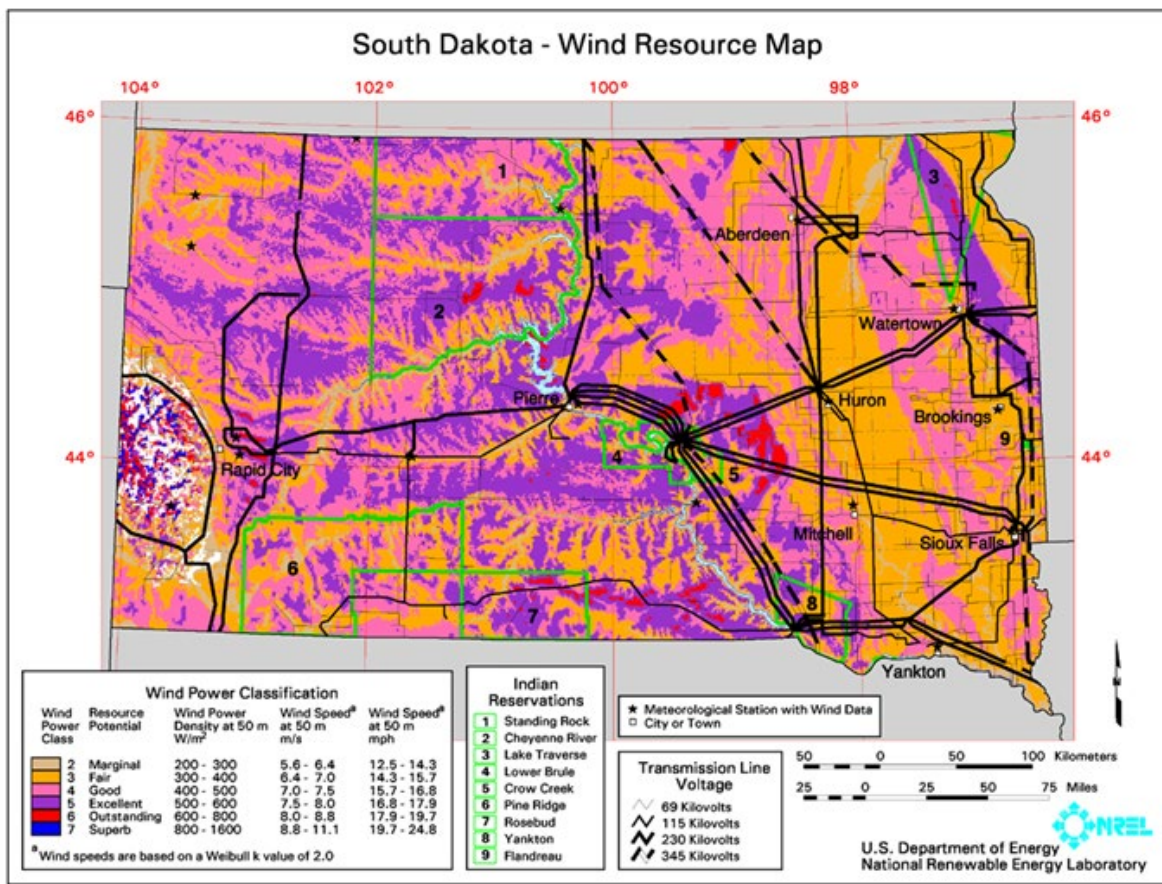 South Dakota - Wind Resource Map
104° 102° 100° 98°
46° 46°
1
3
Aberdeen
2
Watertown
Pierre
Huron
Brookings
9
44° 44°
Rapid City
4
5
Mitchell
Sioux Falls
6
8
7
Yankton
Wind Power Classification
Wind Power Class
Resource Potential
Wind Power Density at 50 m W/m²
Wind Speedª at 50 m m/s
Wind Speedª at 50 m mph
2 Marginal 200 - 300 5.6 - 6.4 12.5 - 14.3
3 Fair 300 - 400 6.4 - 7.0 14.3 - 15.7
4 Good 400 - 500 7.0 - 7.5 15.7 - 16.8
5 Excellent 500 - 600 7.5 - 8.0 16.8 - 17.9
6 Outstanding 600 - 800 8.0 - 8.8 17.9 - 19.7
7 Superb 800 - 1600 8.8 - 11.1 19.7 - 24.8
ª Wind speeds are based on a Weibull k value of 2.0
Indian
Reservations
1 Standing Rock
2 Cheyenne River
3 Lake Traverse
4 Lower Brule
5 Crow Creek
6 Pine Ridge
7 Rosebud
8 Yankton
9 Flandreau
Meteorological Station with Wind Data
City or Town
Transmission Line
Voltage
69 Kilovolts
115 Kilovolts
230 Kilovolts
345 Kilovolts
50 0 50 100 Kilometers
25 0 25 50 75 Miles
NREL
U.S. Department of Energy
National Renewable Energy Laboratory